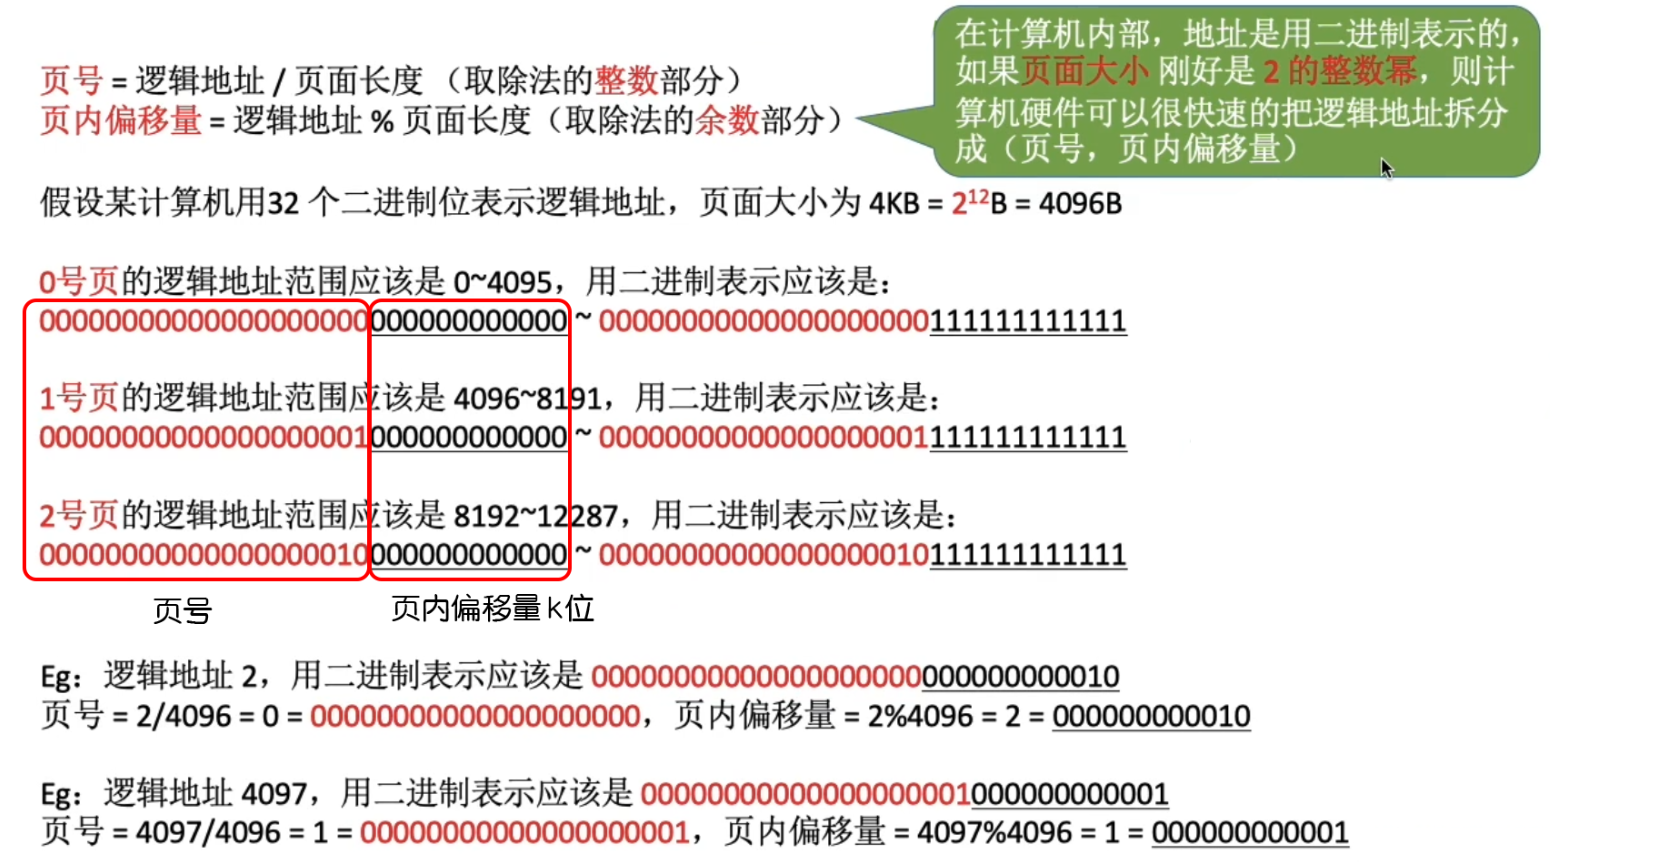 在计算机内部，地址是用二进制表示的，
如果页面大小 刚好是 2 的整数幂，则计
算机硬件可以很快速的把逻辑地址拆分
成（页号，页内偏移量）
页号 = 逻辑地址 / 页面长度 （取除法的整数部分）
页内偏移量 = 逻辑地址 % 页面长度（取除法的余数部分）
假设某计算机用32 个二进制位表示逻辑地址，页面大小为 4KB = 2¹²B = 4096B
0号页的逻辑地址范围应该是 0~4095，用二进制表示应该是：
00000000000000000000000000000000 ~ 00000000000000000000111111111111
1号页的逻辑地址范围应该是 4096~8191，用二进制表示应该是：
00000000000000000001000000000000 ~ 00000000000000000001111111111111
2号页的逻辑地址范围应该是 8192~12287，用二进制表示应该是：
00000000000000000010000000000000 ~ 00000000000000000010111111111111
页号 页内偏移量k位
Eg：逻辑地址 2，用二进制表示应该是 00000000000000000000000000000010
页号 = 2/4096 = 0 = 00000000000000000000，页内偏移量 = 2%4096 = 2 = 000000000010
Eg：逻辑地址 4097，用二进制表示应该是 00000000000000000001000000000001
页号 = 4097/4096 = 1 = 00000000000000000001，页内偏移量 = 4097%4096 = 1 = 000000000001